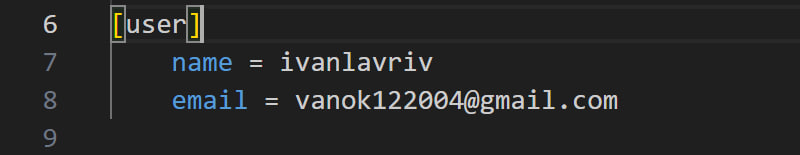 6 [user]
7 name = ivanlavriv
8 email = vanok122004@gmail.com
9